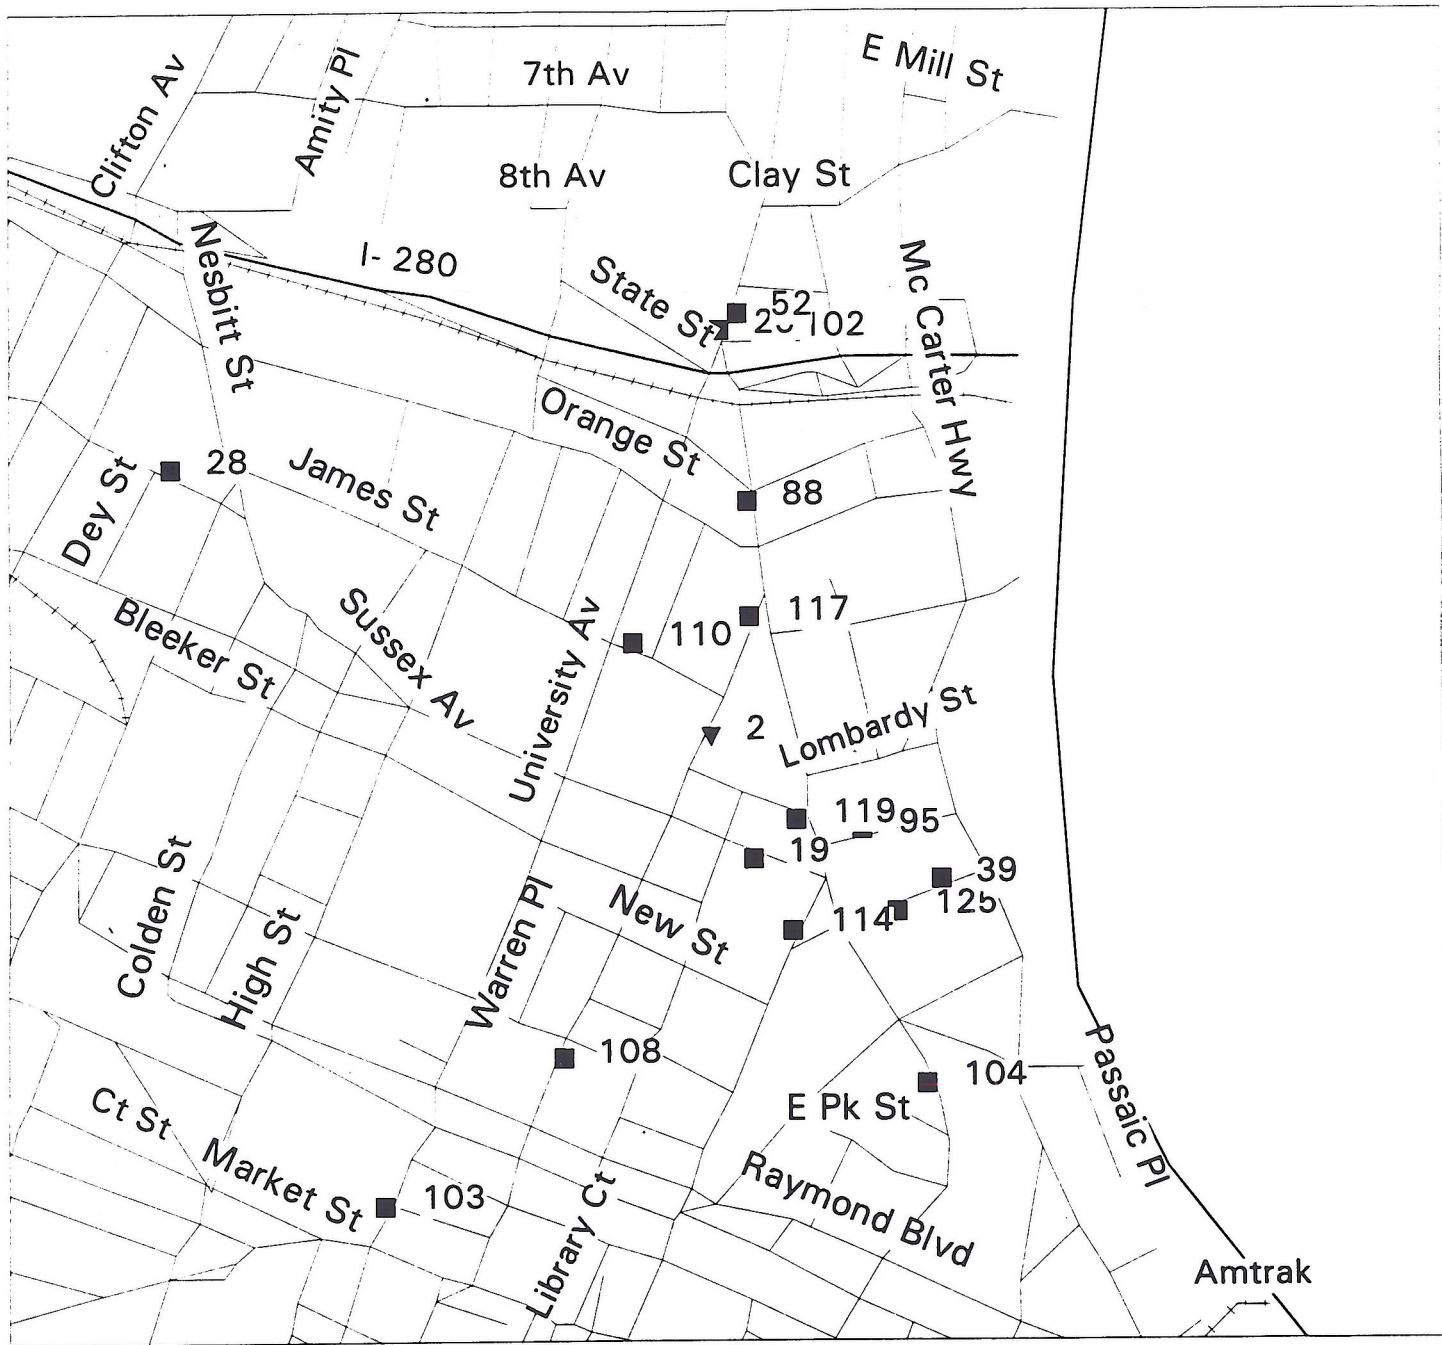 E Mill St
7th Av
Clifton Av
Amity Pl
8th Av
Clay St
Nesbitt St
I- 280
State St
Mc Carter Hwy
52
102
Orange St
28
James St
88
Dey St
117
110
Bleeker St
Sussex Av
University Av
2
Lombardy St
119
95
19
39
125
114
Colden St
High St
Warren Pl
New St
108
104
Passaic Pl
Ct St
E Pk St
Market St
103
Library Ct
Raymond Blvd
Amtrak